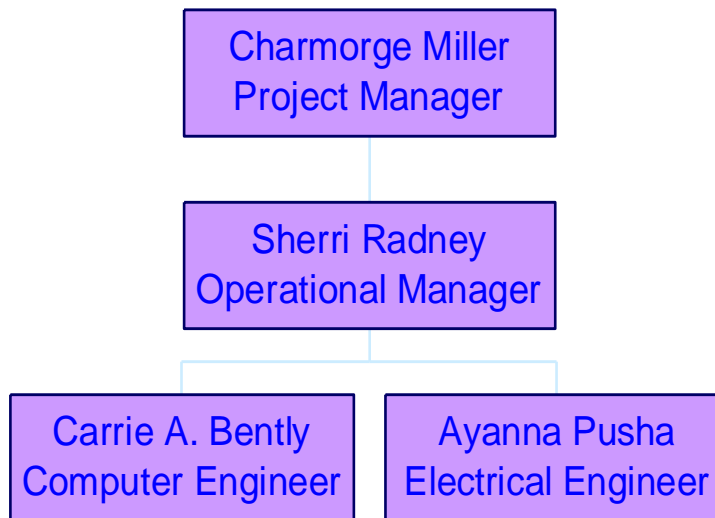 Charmorge Miller
Project Manager
Sherri Radney
Operational Manager
Carrie A. Bently
Computer Engineer
Ayanna Pusha
Electrical Engineer